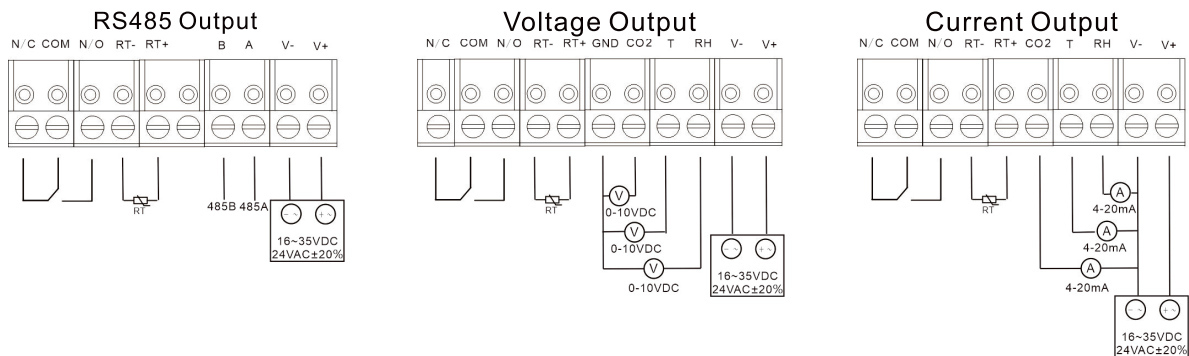 RS485 Output
N/C COM N/O RT- RT+ B A V- V+
RT
485B 485A
16~35VDC
24VAC±20%
Voltage Output
N/C COM N/O RT- RT+ GND CO2 T RH V- V+
RT
V
0-10VDC
V
0-10VDC
V
0-10VDC
16~35VDC
24VAC±20%
Current Output
N/C COM N/O RT- RT+ CO2 T RH V- V+
RT
A
4-20mA
A
4-20mA
A
4-20mA
16~35VDC
24VAC±20%